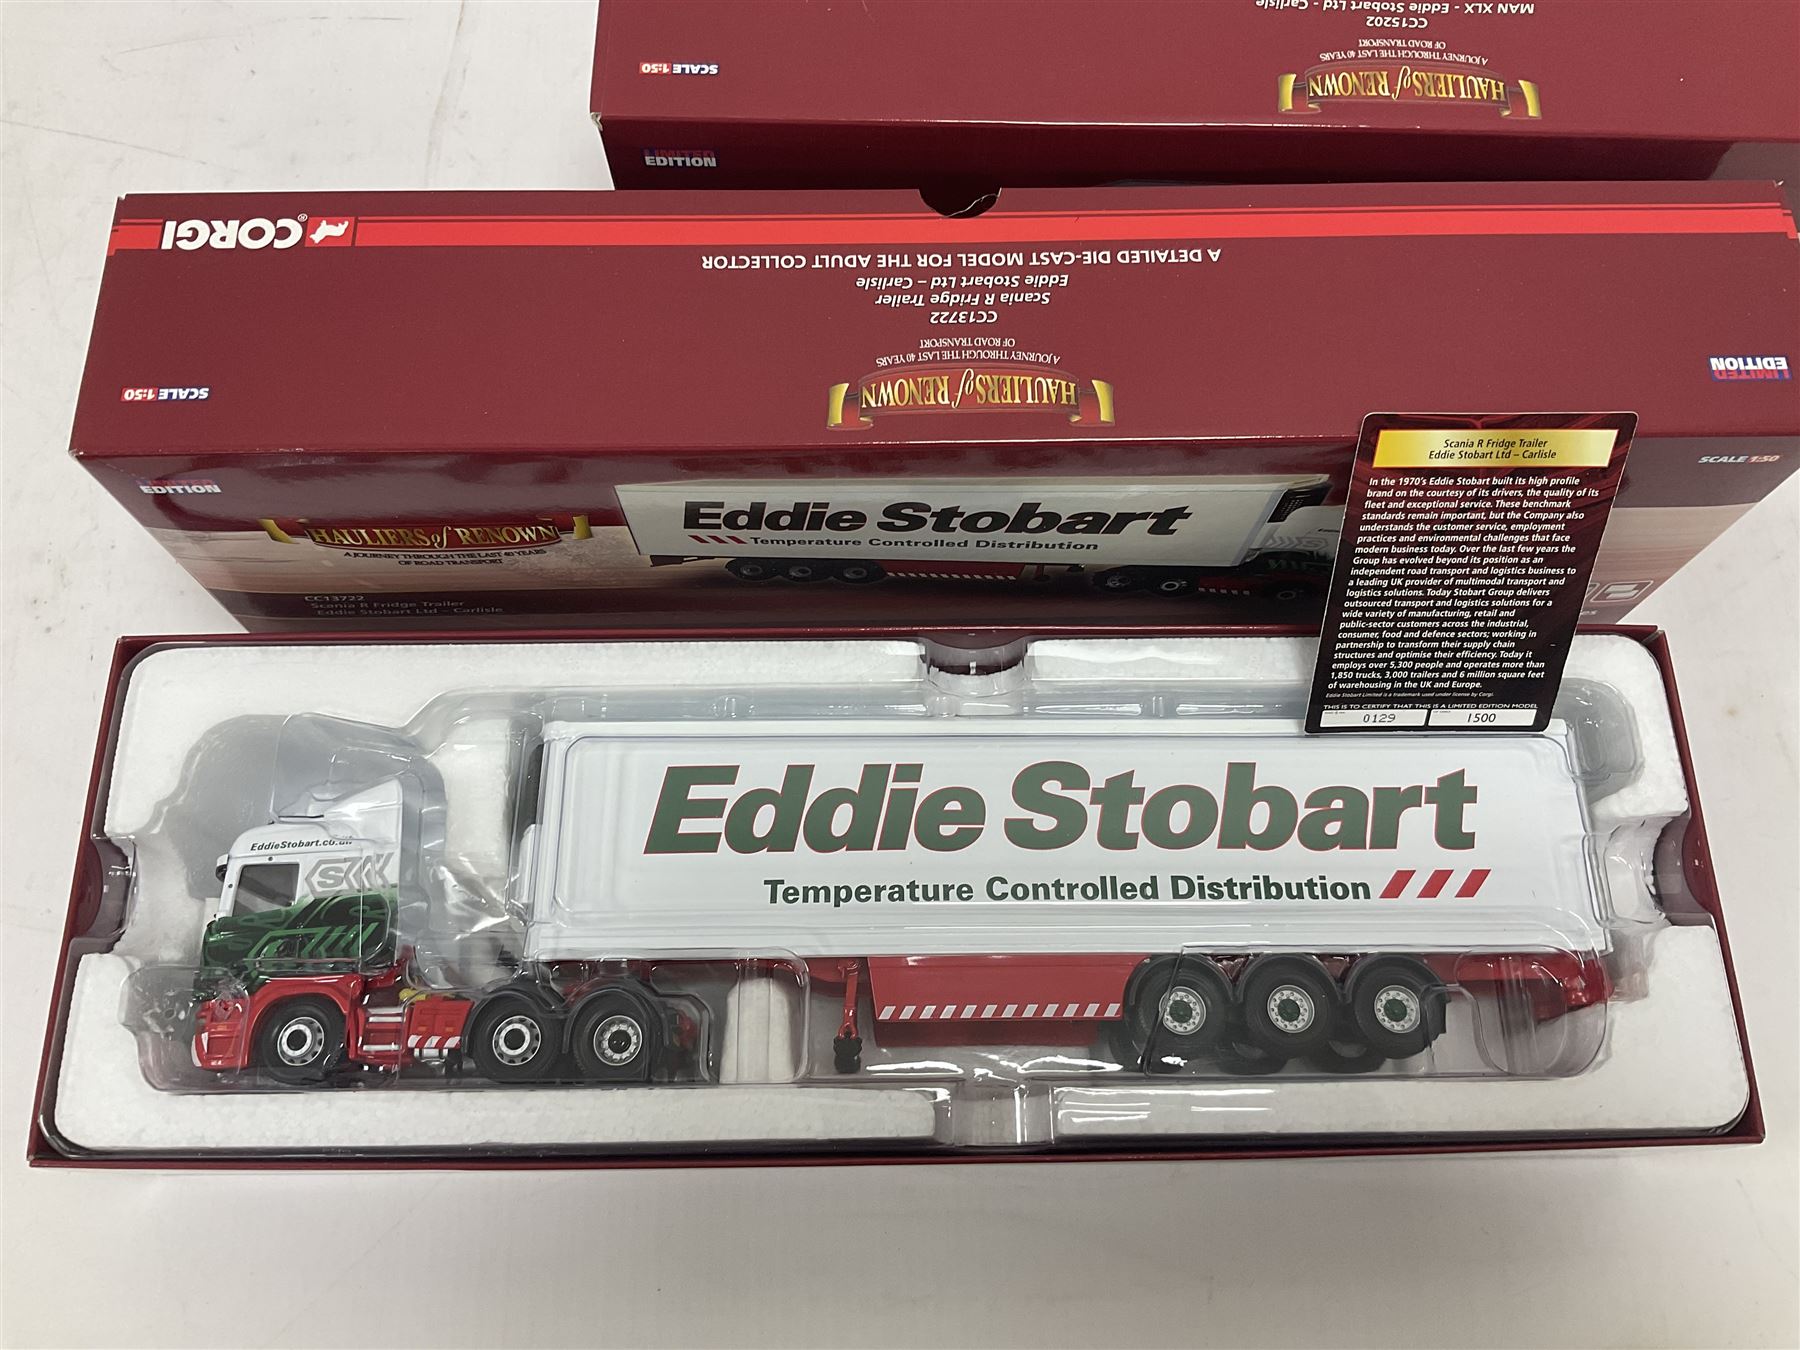 MAN XLX - Eddie Stobart Ltd - Carlisle
CC15202
OF ROAD TRANSPORT
A JOURNEY THROUGH THE LAST 40 YEARS
HAULIERS of RENOWN
SCALE 1:50
LIMITED
EDITION
CORGI®
A DETAILED DIE-CAST MODEL FOR THE ADULT COLLECTOR
Eddie Stobart Ltd – Carlisle
Scania R Fridge Trailer
CC13722
OF ROAD TRANSPORT
A JOURNEY THROUGH THE LAST 40 YEARS
HAULIERS of RENOWN
SCALE 1:50
LIMITED
EDITION
LIMITED
EDITION
SCALE 1:50
HAULIERS of RENOWN
A JOURNEY THROUGH THE LAST 40 YEARS
OF ROAD TRANSPORT
CC13722
Scania R Fridge Trailer
Eddie Stobart Ltd – Carlisle
Eddie Stobart
Temperature Controlled Distribution
Scania R Fridge Trailer
Eddie Stobart Ltd – Carlisle
In the 1970's Eddie Stobart built its high profile
brand on the courtesy of its drivers, the quality of its
fleet and exceptional service. These benchmark
standards remain important, but the Company also
understands the customer service, employment
practices and environmental challenges that face
modern business today. Over the last few years the
Group has evolved beyond its position as an
independent road transport and logistics business to
a leading UK provider of multimodal transport and
logistics solutions. Today Stobart Group delivers
outsourced transport and logistics solutions for a
wide variety of manufacturing, retail and
public-sector customers across the industrial,
consumer, food and defence sectors; working in
partnership to transform their supply chain
structures and optimise their efficiency. Today it
employs over 5,300 people and operates more than
1,850 trucks, 3,000 trailers and 6 million square feet
of warehousing in the UK and Europe.
Eddie Stobart Limited is a trademark used under license by Corgi.
THIS IS TO CERTIFY THAT THIS IS A LIMITED EDITION MODEL
0129 1500
EddieStobart.co.uk
S
Eddie Stobart
Temperature Controlled Distribution